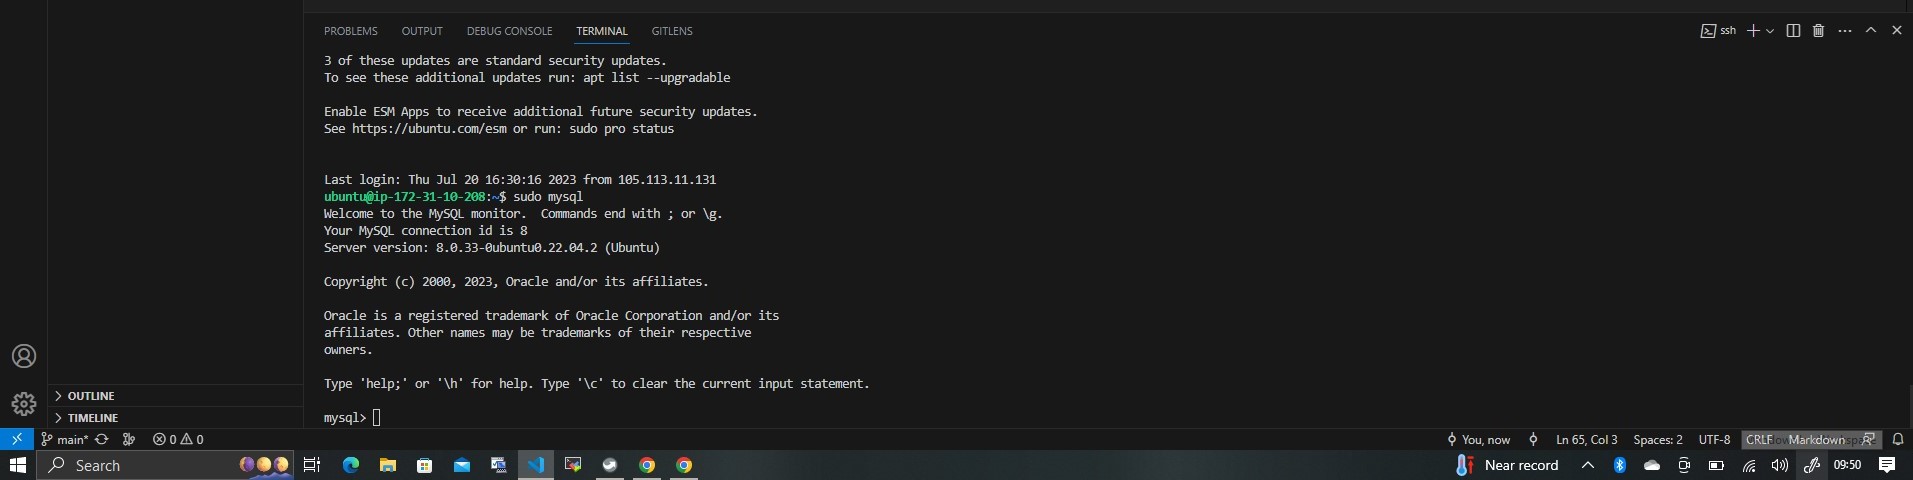 PROBLEMS OUTPUT DEBUG CONSOLE TERMINAL GITLENS
ssh
3 of these updates are standard security updates.
To see these additional updates run: apt list --upgradable
Enable ESM Apps to receive additional future security updates.
See https://ubuntu.com/esm or run: sudo pro status
Last login: Thu Jul 20 16:30:16 2023 from 105.113.11.131
ubuntu@ip-172-31-10-208:~$ sudo mysql
Welcome to the MySQL monitor.  Commands end with ; or \g.
Your MySQL connection id is 8
Server version: 8.0.33-0ubuntu0.22.04.2 (Ubuntu)
Copyright (c) 2000, 2023, Oracle and/or its affiliates.
Oracle is a registered trademark of Oracle Corporation and/or its
affiliates. Other names may be trademarks of their respective
owners.
Type 'help;' or '\h' for help. Type '\c' to clear the current input statement.
mysql>
OUTLINE
TIMELINE
main* 0 0 You, now Ln 65, Col 3 Spaces: 2 UTF-8 CRLF Markdown
Search Near record 09:50